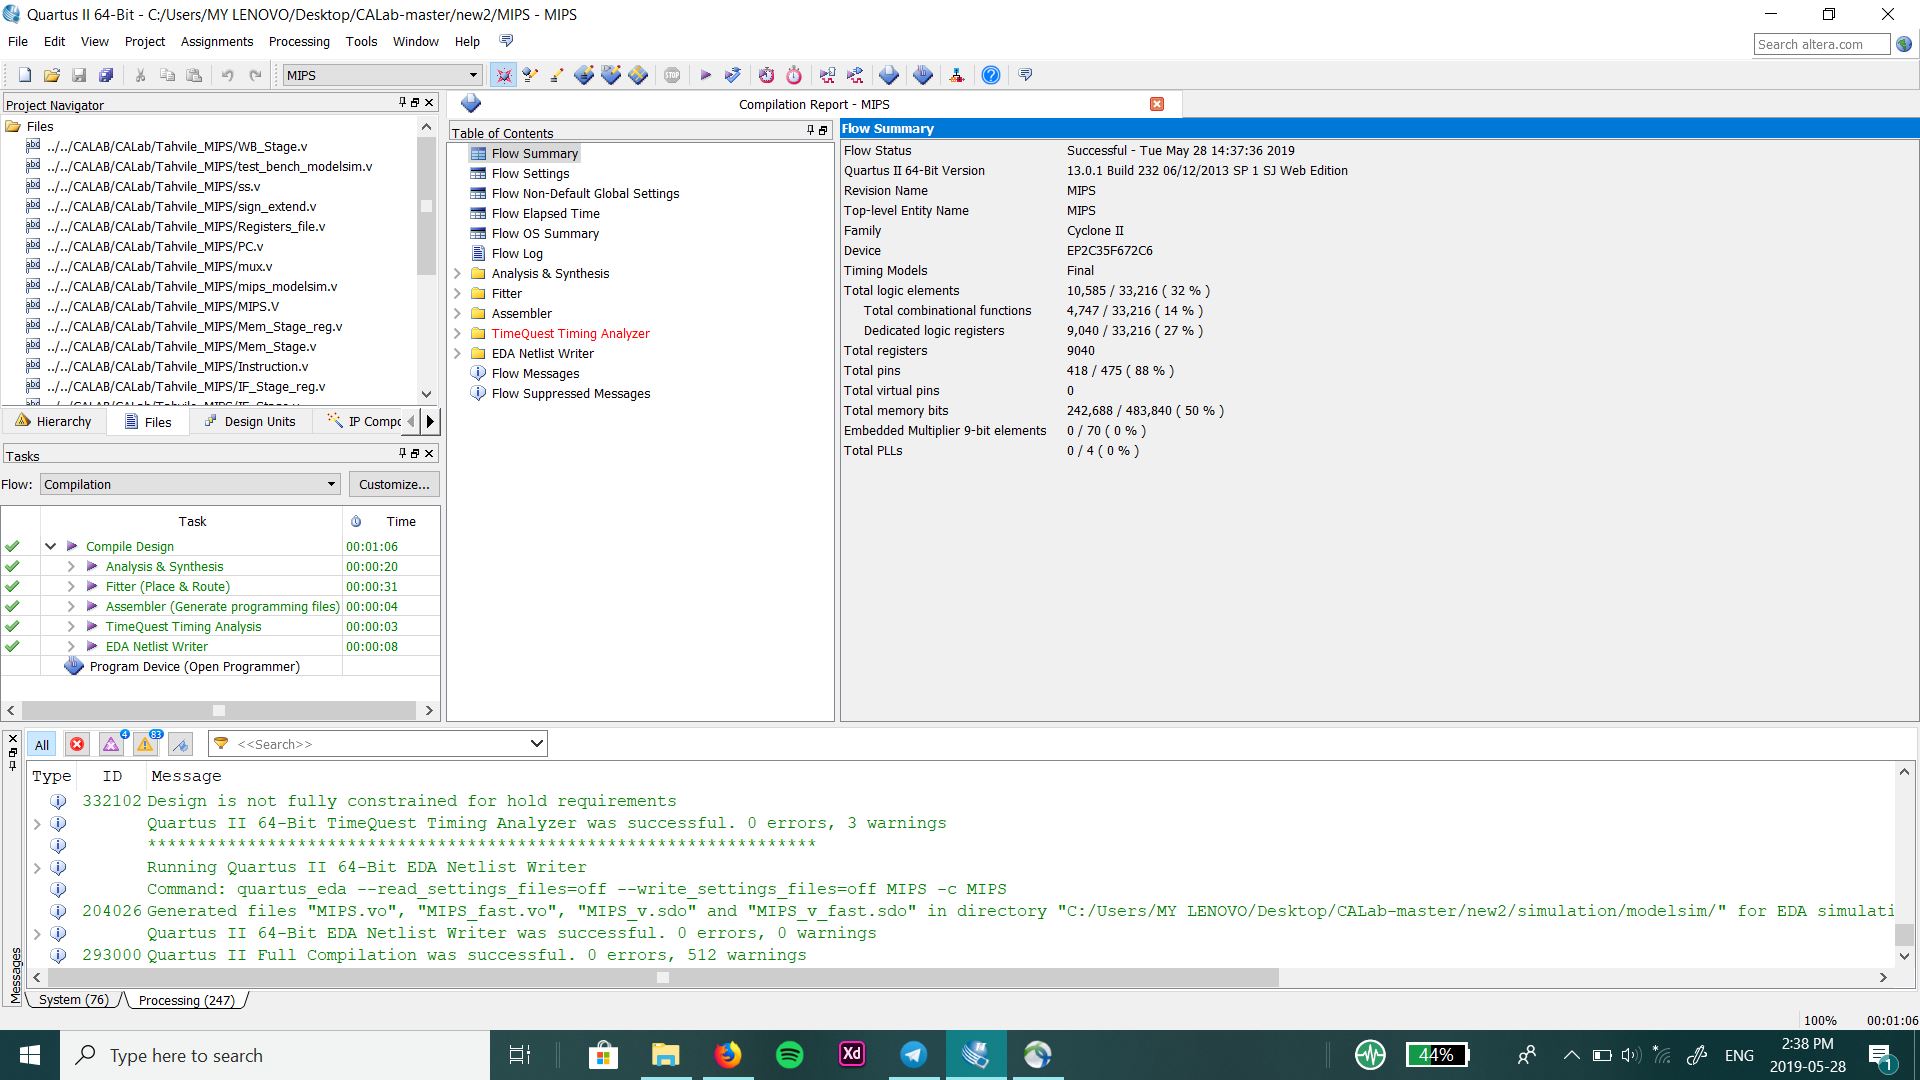 Quartus II 64-Bit - C:/Users/MY LENOVO/Desktop/CALab-master/new2/MIPS - MIPS
File Edit View Project Assignments Processing Tools Window Help
Search altera.com
MIPS
STOP
Project Navigator
Files
../../CALAB/CALab/Tahvile_MIPS/WB_Stage.v
../../CALAB/CALab/Tahvile_MIPS/test_bench_modelsim.v
../../CALAB/CALab/Tahvile_MIPS/ss.v
../../CALAB/CALab/Tahvile_MIPS/sign_extend.v
../../CALAB/CALab/Tahvile_MIPS/Registers_file.v
../../CALAB/CALab/Tahvile_MIPS/PC.v
../../CALAB/CALab/Tahvile_MIPS/mux.v
../../CALAB/CALab/Tahvile_MIPS/mips_modelsim.v
../../CALAB/CALab/Tahvile_MIPS/MIPS.V
../../CALAB/CALab/Tahvile_MIPS/Mem_Stage_reg.v
../../CALAB/CALab/Tahvile_MIPS/Mem_Stage.v
../../CALAB/CALab/Tahvile_MIPS/Instruction.v
../../CALAB/CALab/Tahvile_MIPS/IF_Stage_reg.v
Hierarchy Files Design Units IP Compo
Tasks
Flow: Compilation Customize...
Task Time
Compile Design 00:01:06
Analysis & Synthesis 00:00:20
Fitter (Place & Route) 00:00:31
Assembler (Generate programming files) 00:00:04
TimeQuest Timing Analysis 00:00:03
EDA Netlist Writer 00:00:08
Program Device (Open Programmer)
Compilation Report - MIPS
Table of Contents
Flow Summary
Flow Settings
Flow Non-Default Global Settings
Flow Elapsed Time
Flow OS Summary
Flow Log
Analysis & Synthesis
Fitter
Assembler
TimeQuest Timing Analyzer
EDA Netlist Writer
Flow Messages
Flow Suppressed Messages
Flow Summary
Flow Status Successful - Tue May 28 14:37:36 2019
Quartus II 64-Bit Version 13.0.1 Build 232 06/12/2013 SP 1 SJ Web Edition
Revision Name MIPS
Top-level Entity Name MIPS
Family Cyclone II
Device EP2C35F672C6
Timing Models Final
Total logic elements 10,585 / 33,216 ( 32 % )
Total combinational functions 4,747 / 33,216 ( 14 % )
Dedicated logic registers 9,040 / 33,216 ( 27 % )
Total registers 9040
Total pins 418 / 475 ( 88 % )
Total virtual pins 0
Total memory bits 242,688 / 483,840 ( 50 % )
Embedded Multiplier 9-bit elements 0 / 70 ( 0 % )
Total PLLs 0 / 4 ( 0 % )
All 4 83 <<Search>>
Type ID Message
332102 Design is not fully constrained for hold requirements
Quartus II 64-Bit TimeQuest Timing Analyzer was successful. 0 errors, 3 warnings
*******************************************************************
Running Quartus II 64-Bit EDA Netlist Writer
Command: quartus_eda --read_settings_files=off --write_settings_files=off MIPS -c MIPS
204026 Generated files "MIPS.vo", "MIPS_fast.vo", "MIPS_v.sdo" and "MIPS_v_fast.sdo" in directory "C:/Users/MY LENOVO/Desktop/CALab-master/new2/simulation/modelsim/" for EDA simulati
Quartus II 64-Bit EDA Netlist Writer was successful. 0 errors, 0 warnings
293000 Quartus II Full Compilation was successful. 0 errors, 512 warnings
Messages
System (76) Processing (247)
100% 00:01:06
Type here to search
Xd
44%
ENG
2:38 PM
2019-05-28
1